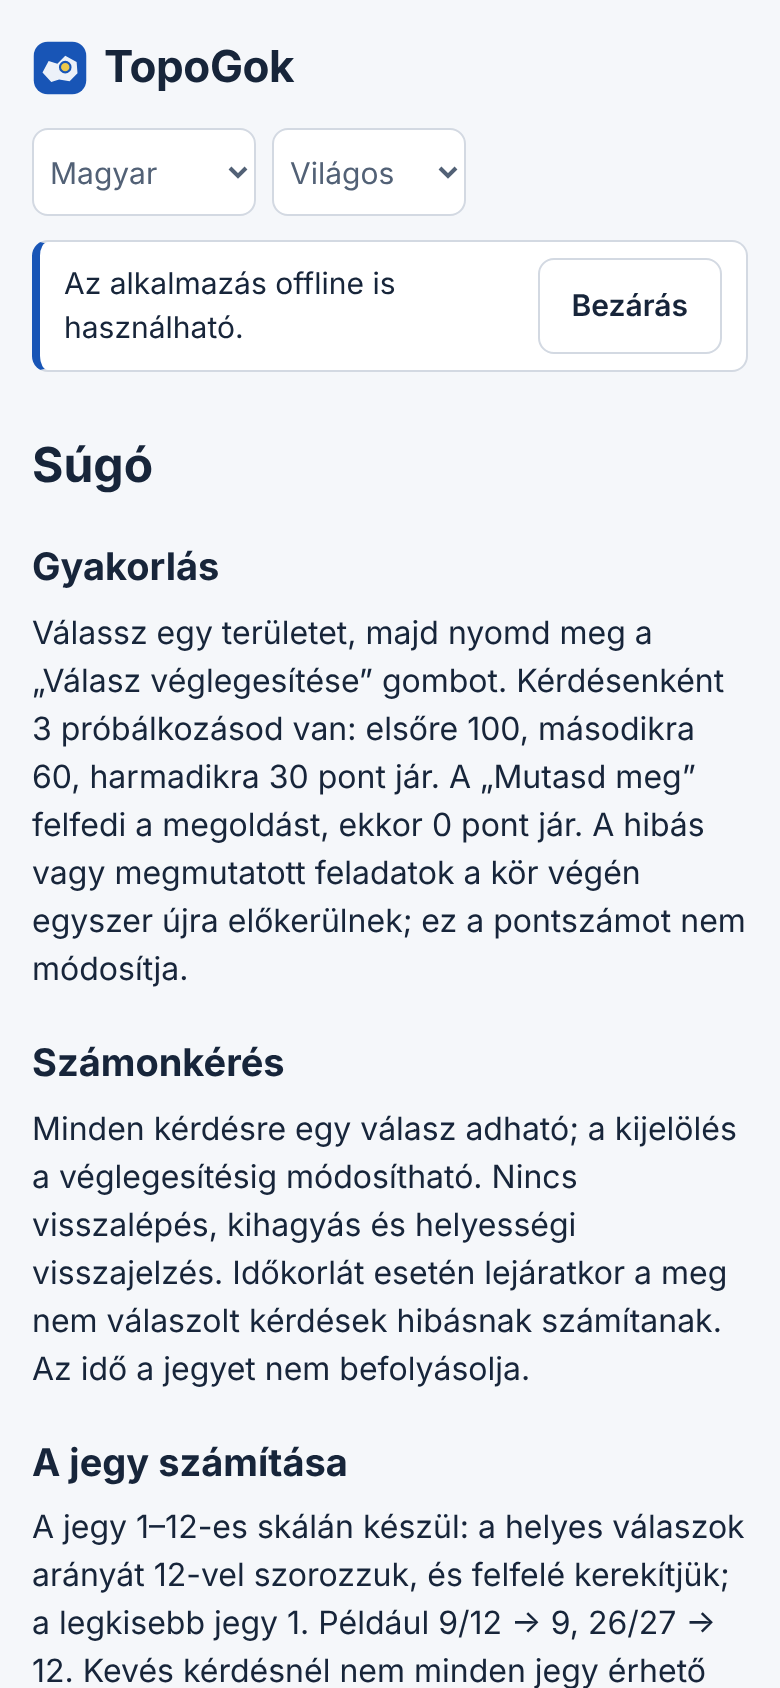 TopoGok
Magyar
Világos
Az alkalmazás offline is
használható.
Bezárás
Súgó
Gyakorlás
Válassz egy területet, majd nyomd meg a
„Válasz véglegesítése” gombot. Kérdésenként
3 próbálkozásod van: elsőre 100, másodikra
60, harmadikra 30 pont jár. A „Mutasd meg”
felfedi a megoldást, ekkor 0 pont jár. A hibás
vagy megmutatott feladatok a kör végén
egyszer újra előkerülnek; ez a pontszámot nem
módosítja.
Számonkérés
Minden kérdésre egy válasz adható; a kijelölés
a véglegesítésig módosítható. Nincs
visszalépés, kihagyás és helyességi
visszajelzés. Időkorlát esetén lejáratkor a meg
nem válaszolt kérdések hibásnak számítanak.
Az idő a jegyet nem befolyásolja.
A jegy számítása
A jegy 1–12-es skálán készül: a helyes válaszok
arányát 12-vel szorozzuk, és felfelé kerekítjük;
a legkisebb jegy 1. Például 9/12 → 9, 26/27 →
12. Kevés kérdésnél nem minden jegy érhető